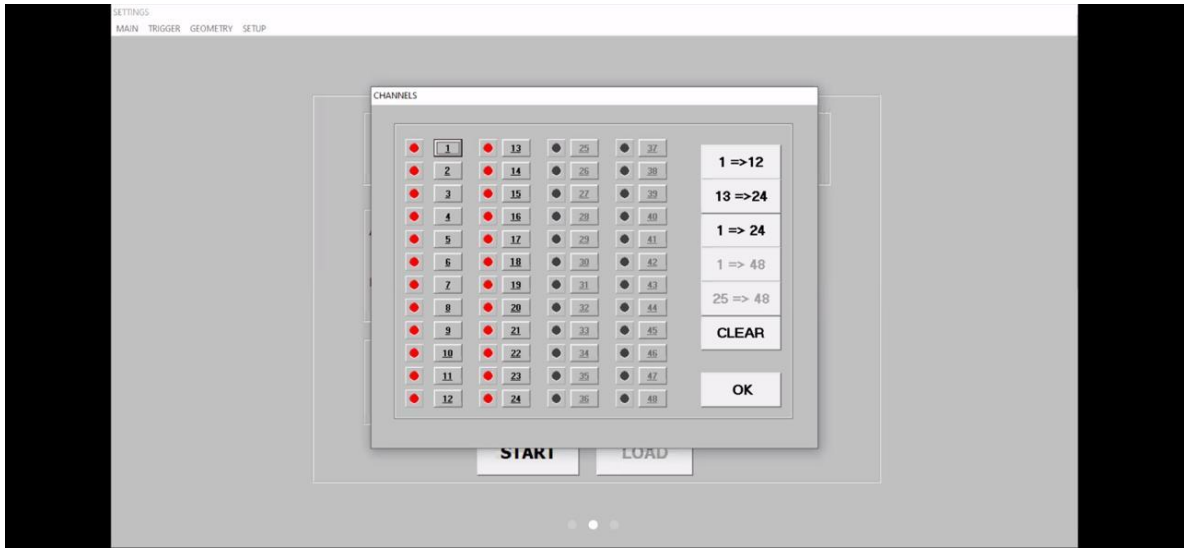 SETTINGS
MAIN TRIGGER GEOMETRY SETUP
CHANNELS
1 13 25 37
2 14 26 38
3 15 27 39
4 16 28 40
5 17 29 41
6 18 30 42
7 19 31 43
8 20 32 44
9 21 33 45
10 22 34 46
11 23 35 47
12 24 36 48
1 =>12
13 =>24
1 => 24
1 => 48
25 => 48
CLEAR
OK
START LOAD